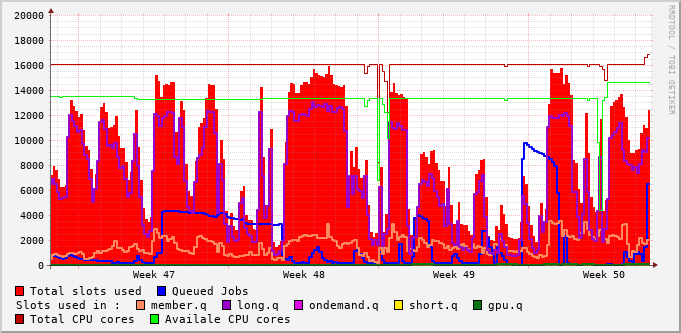 20000
18000
16000
14000
12000
10000
8000
6000
4000
2000
0
Week 47 Week 48 Week 49 Week 50
RRDTOOL / TOBI OETIKER
Total slots used Queued Jobs
Slots used in : member.q long.q ondemand.q short.q gpu.q
Total CPU cores Availale CPU cores